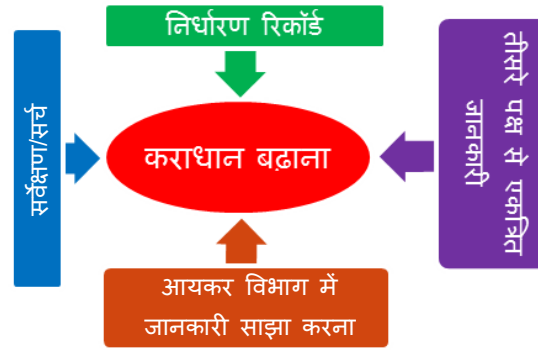 निर्धारण रिकॉर्ड
सर्वेक्षण/सर्च
कराधान बढ़ाना
तीसरे पक्ष से एकत्रित
जानकारी
आयकर विभाग में
जानकारी साझा करना